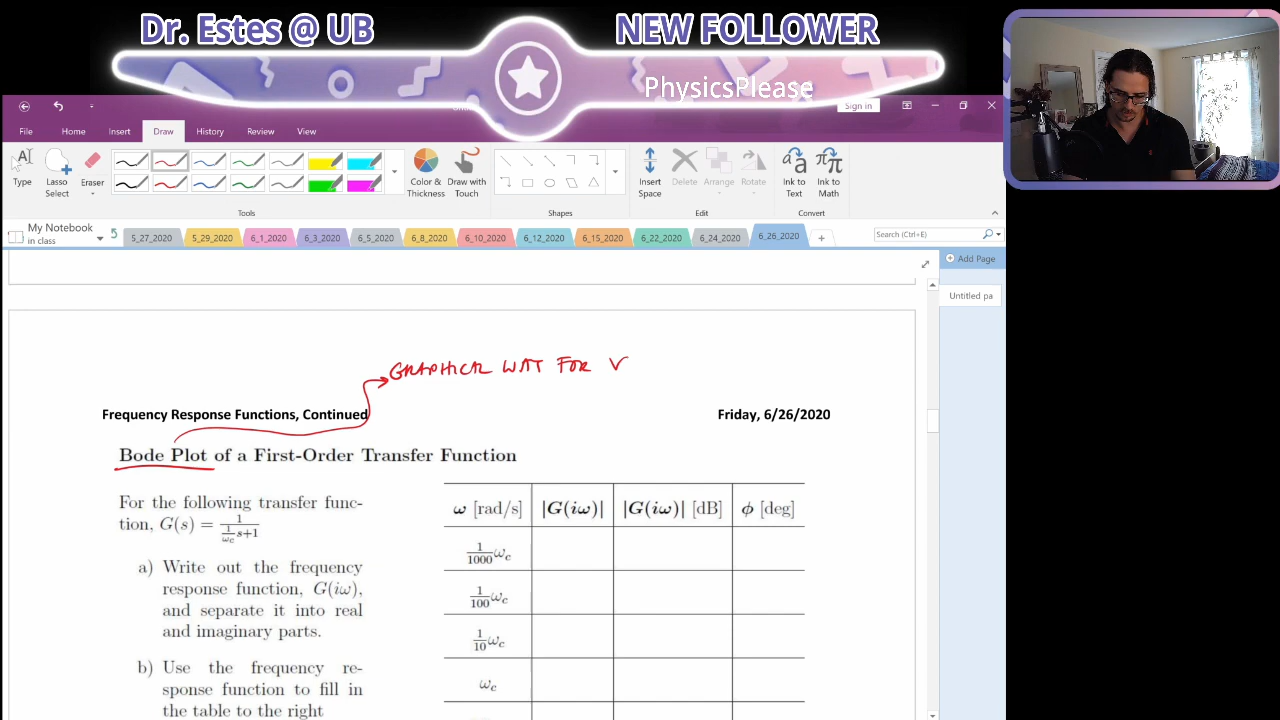 Dr. Estes @ UB
NEW FOLLOWER
PhysicsPlease
Sign in
File Home Insert Draw History Review View
Type
Lasso Select
Eraser
Color & Thickness
Draw with Touch
Insert Space
Delete
Arrange
Rotate
Ink to Text
Ink to Math
Tools
Shapes
Edit
Convert
My Notebook
in class
5_27_2020 5_29_2020 6_1_2020 6_3_2020 6_5_2020 6_8_2020 6_10_2020 6_12_2020 6_15_2020 6_22_2020 6_24_2020 6_26_2020
Search (Ctrl+E)
Add Page
Untitled pa
GRAPHICAL WAY FOR V
Frequency Response Functions, Continued
Friday, 6/26/2020
Bode Plot of a First-Order Transfer Function
For the following transfer func-
tion, G(s) = 1/(1/ω_c s+1)
a) Write out the frequency
response function, G(iω),
and separate it into real
and imaginary parts.
b) Use the frequency re-
sponse function to fill in
the table to the right
ω [rad/s] |G(iω)| |G(iω)| [dB] φ [deg]
1/1000 ω_c
1/100 ω_c
1/10 ω_c
ω_c